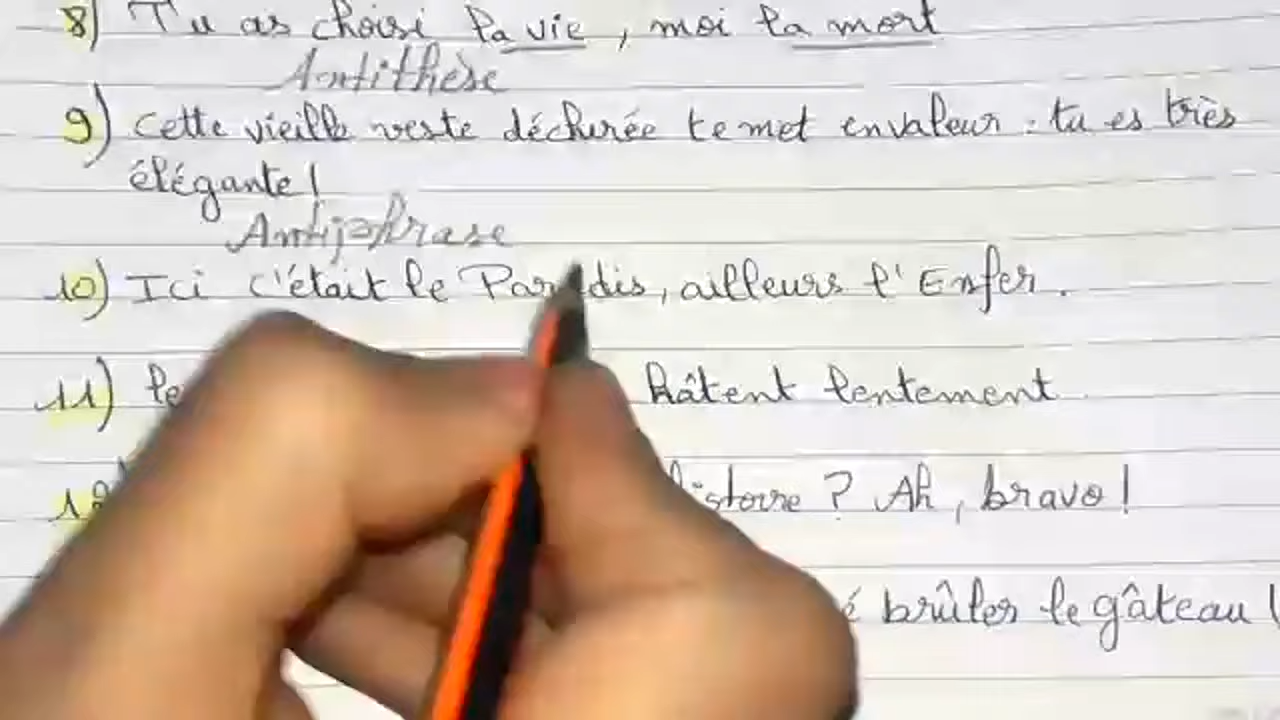 8) Tu as choisi la vie, moi la mort
Antithèse
9) Cette vieille veste déchirée te met en valeur : tu es très
élégante !
Antiphrase
10) Ici c'était le Paradis, ailleurs l'Enfer.
11) hâtent lentement
? Ah, bravo !
brûler le gâteau !